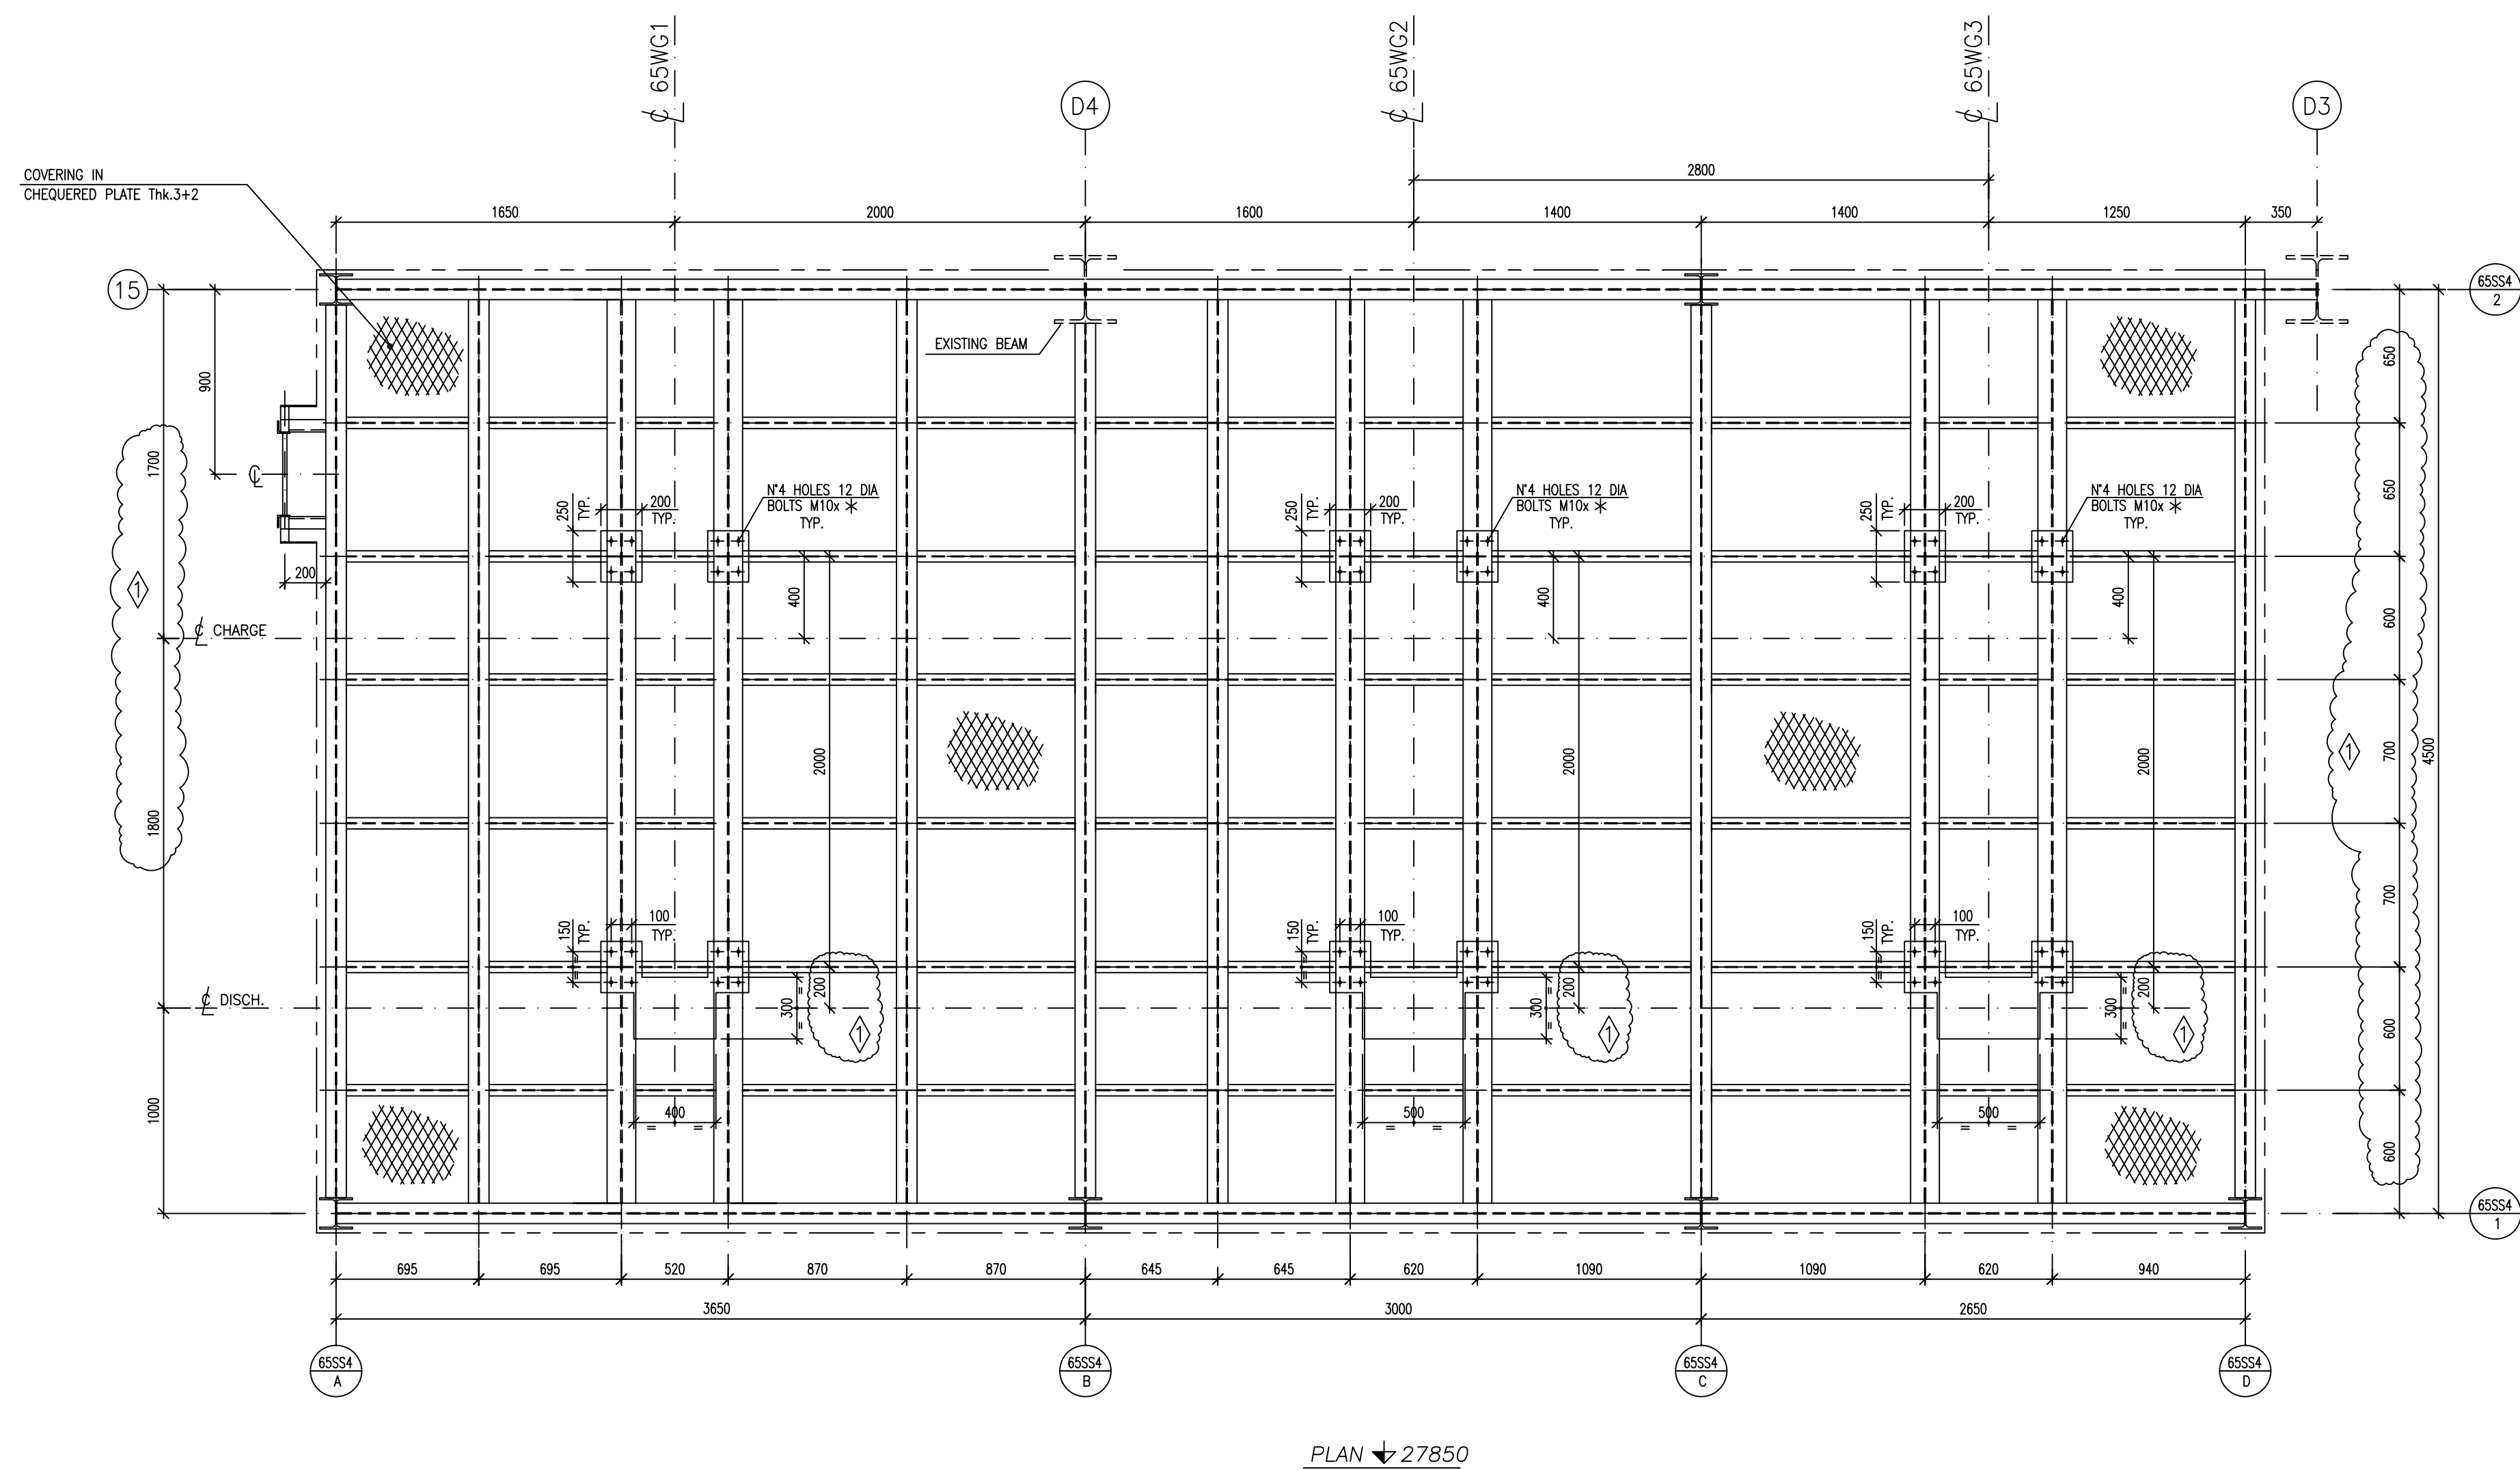 ₵ 65WG1
₵ 65WG2
₵ 65WG3
D4
D3
COVERING IN
CHEQUERED PLATE Thk.3+2
2800
1650
2000
1600
1400
1400
1250
350
15
65SS4
2
900
1700
200
1
℄
℄ CHARGE
1800
℄ DISCH.
1000
EXISTING BEAM
250
TYP.
200
TYP.
N°4 HOLES 12 DIA
BOLTS M10x *
TYP.
400
2000
250
TYP.
200
TYP.
N°4 HOLES 12 DIA
BOLTS M10x *
TYP.
400
2000
250
TYP.
200
TYP.
N°4 HOLES 12 DIA
BOLTS M10x *
TYP.
400
2000
150
TYP.
=
=
100
TYP.
300
=
=
200
1
400
=
=
150
TYP.
=
=
100
TYP.
300
=
=
200
1
500
=
=
150
TYP.
=
=
100
TYP.
300
=
=
200
1
500
=
=
650
650
600
700
1
4500
700
600
600
65SS4
1
695
695
520
870
870
645
645
620
1090
1090
620
940
3650
3000
2650
65SS4
A
65SS4
B
65SS4
C
65SS4
D
PLAN 27850